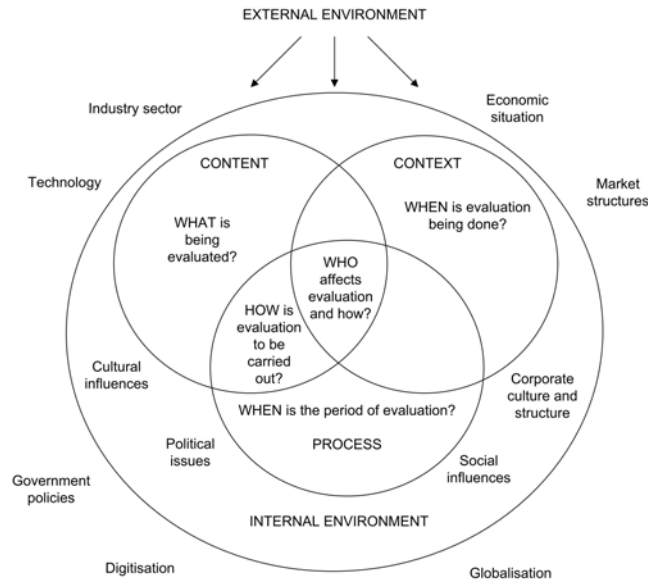 EXTERNAL ENVIRONMENT
Industry sector
Economic
situation
CONTENT
CONTEXT
Technology
Market
structures
WHAT is
being
evaluated?
WHEN is evaluation
being done?
WHO
affects
evaluation
and how?
HOW is
evaluation
to be
carried
out?
Cultural
influences
Corporate
culture and
structure
WHEN is the period of evaluation?
Political
issues
PROCESS
Social
influences
Government
policies
INTERNAL ENVIRONMENT
Digitisation
Globalisation